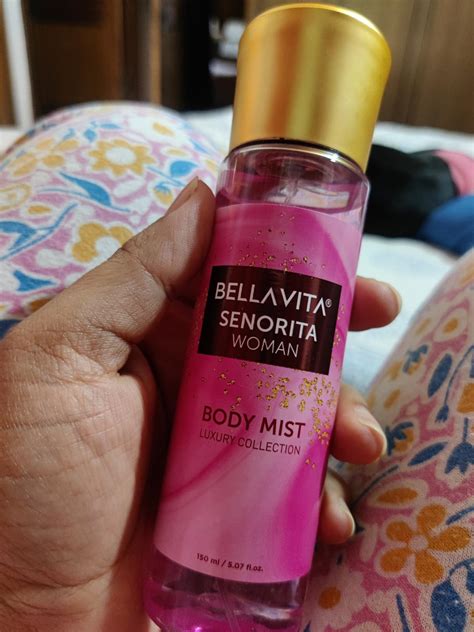 BELLAVITA®
SENORITA
WOMAN
BODY MIST
LUXURY COLLECTION
150 ml / 5.07 fl.oz.